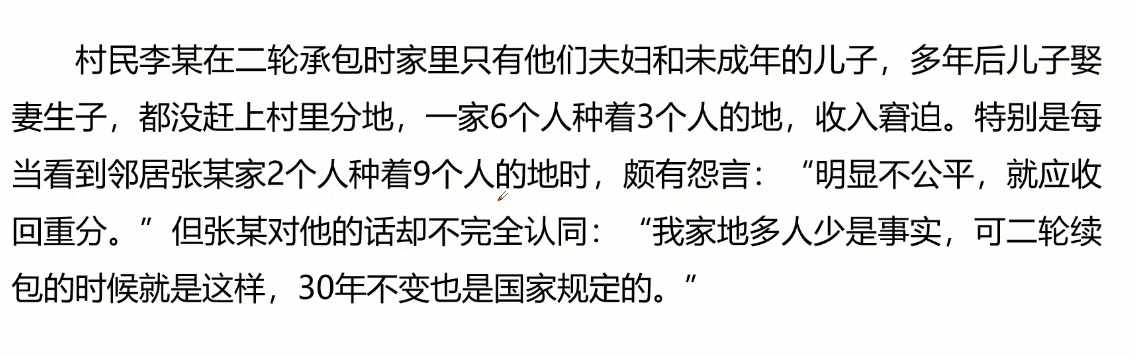 村民李某在二轮承包时家里只有他们夫妇和未成年的儿子，多年后儿子娶
妻生子，都没赶上村里分地，一家6个人种着3个人的地，收入窘迫。特别是每
当看到邻居张某家2个人种着9个人的地时，颇有怨言：“明显不公平，就应收
回重分。”但张某对他的话却不完全认同：“我家地多人少是事实，可二轮续
包的时候就是这样，30年不变也是国家规定的。”